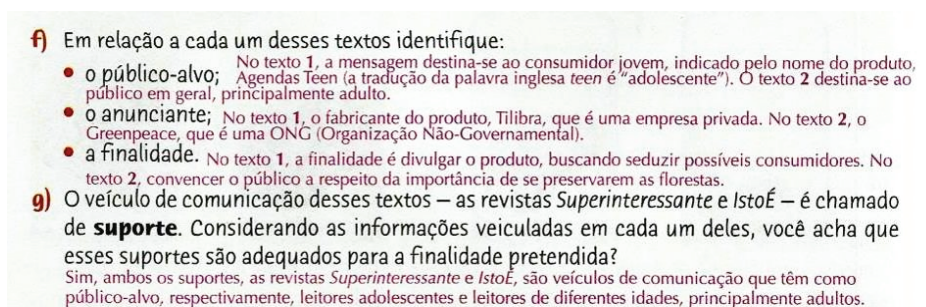 f) Em relação a cada um desses textos identifique:
• o público-alvo; No texto 1, a mensagem destina-se ao consumidor jovem, indicado pelo nome do produto,
Agendas Teen (a tradução da palavra inglesa teen é "adolescente"). O texto 2 destina-se ao
público em geral, principalmente adulto.
• o anunciante; No texto 1, o fabricante do produto, Tilibra, que é uma empresa privada. No texto 2, o
Greenpeace, que é uma ONG (Organização Não-Governamental).
• a finalidade. No texto 1, a finalidade é divulgar o produto, buscando seduzir possíveis consumidores. No
texto 2, convencer o público a respeito da importância de se preservarem as florestas.
g) O veículo de comunicação desses textos – as revistas Superinteressante e IstoÉ – é chamado
de suporte. Considerando as informações veiculadas em cada um deles, você acha que
esses suportes são adequados para a finalidade pretendida?
Sim, ambos os suportes, as revistas Superinteressante e IstoÉ, são veículos de comunicação que têm como
público-alvo, respectivamente, leitores adolescentes e leitores de diferentes idades, principalmente adultos.